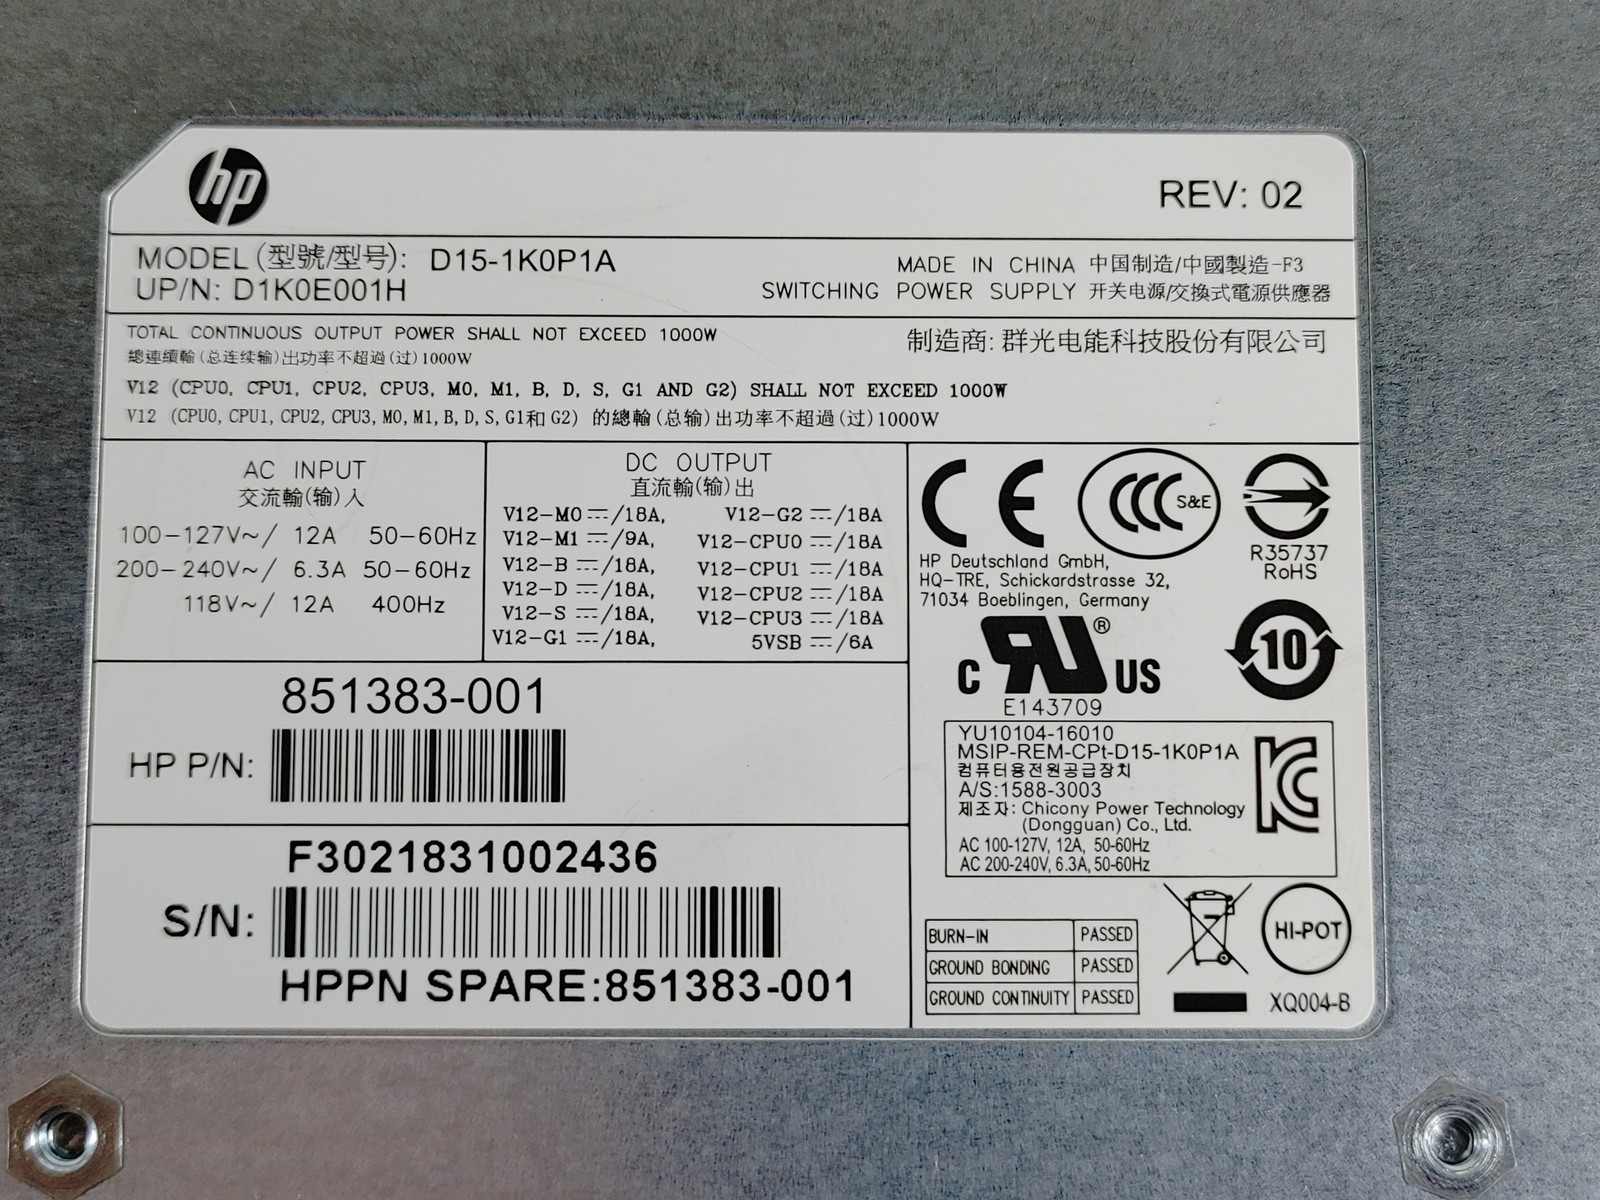 hp
REV: 02
MODEL (型號/型号): D15-1K0P1A
UP/N: D1K0E001H
MADE IN CHINA 中国制造/中國製造-F3
SWITCHING POWER SUPPLY 开关电源/交換式電源供應器
TOTAL CONTINUOUS OUTPUT POWER SHALL NOT EXCEED 1000W
總連續輸(总连续输)出功率不超過(过)1000W
制造商: 群光电能科技股份有限公司
V12 (CPU0, CPU1, CPU2, CPU3, M0, M1, B, D, S, G1 AND G2) SHALL NOT EXCEED 1000W
V12 (CPU0, CPU1, CPU2, CPU3, M0, M1, B, D, S, G1和 G2) 的總輸(总输)出功率不超過(过)1000W
AC INPUT
交流輸(输)入
100-127V~/ 12A 50-60Hz
200-240V~/ 6.3A 50-60Hz
118V~/ 12A 400Hz
DC OUTPUT
直流輸(输)出
V12-M0 ⎓/18A, V12-G2 ⎓/18A
V12-M1 ⎓/9A, V12-CPU0 ⎓/18A
V12-B ⎓/18A, V12-CPU1 ⎓/18A
V12-D ⎓/18A, V12-CPU2 ⎓/18A
V12-S ⎓/18A, V12-CPU3 ⎓/18A
V12-G1 ⎓/18A, 5VSB ⎓/6A
CE
CCC S&E
R35737
RoHS
HP Deutschland GmbH,
HQ-TRE, Schickardstrasse 32,
71034 Boeblingen, Germany
C RU® US
E143709
10
851383-001
HP P/N:
F3021831002436
S/N:
HPPN SPARE:851383-001
YU10104-16010
MSIP-REM-CPt-D15-1K0P1A
컴퓨터용전원공급장치
A/S:1588-3003
제조자: Chicony Power Technology
(Dongguan) Co., Ltd.
AC 100-127V, 12A, 50-60Hz
AC 200-240V, 6.3A, 50-60Hz
BURN-IN PASSED
GROUND BONDING PASSED
GROUND CONTINUITY PASSED
HI-POT
XQ004-B